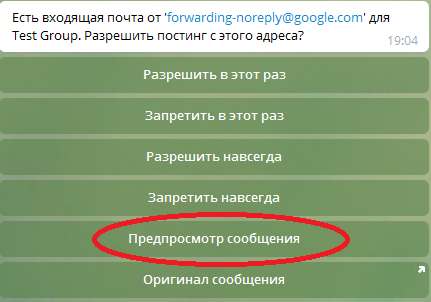 Есть входящая почта от 'forwarding-noreply@google.com' для
Test Group. Разрешить постинг с этого адреса?
19:04
Разрешить в этот раз
Запретить в этот раз
Разрешить навсегда
Запретить навсегда
Предпросмотр сообщения
Оригинал сообщения